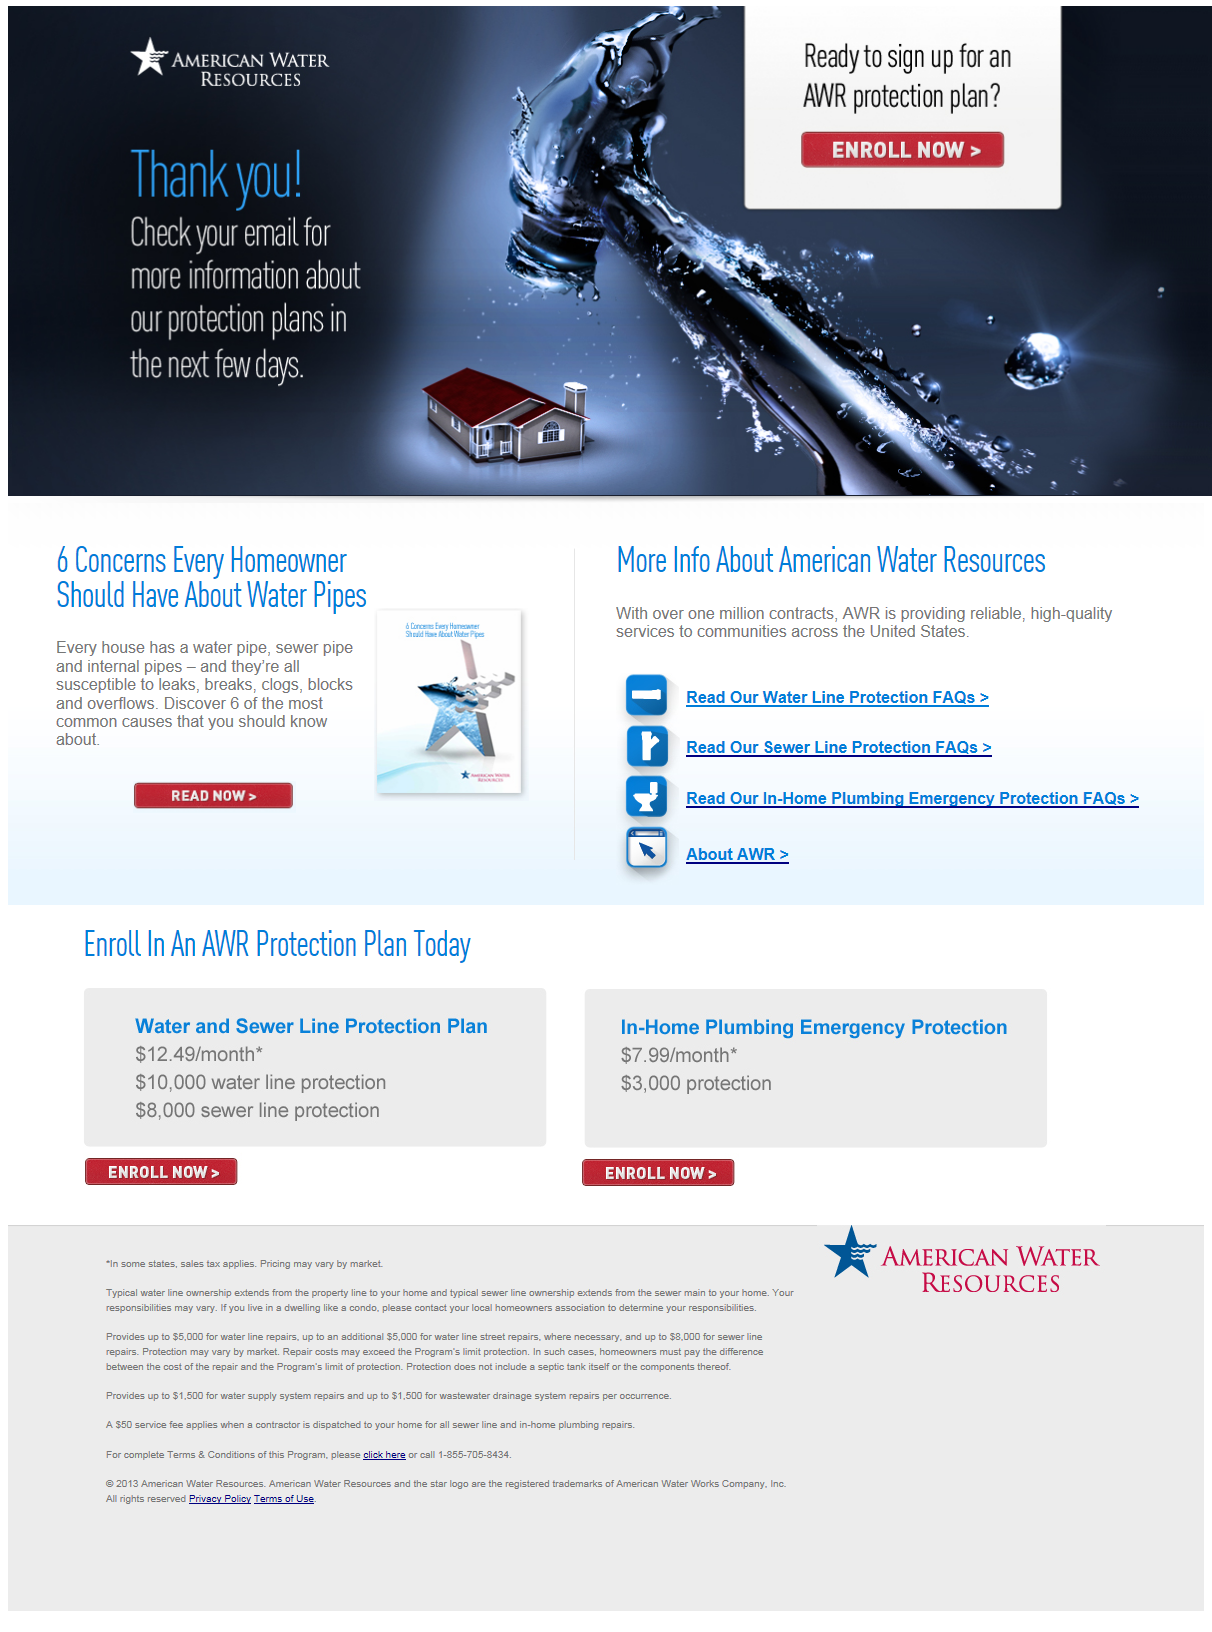 AMERICAN WATER
RESOURCES
Ready to sign up for an
AWR protection plan?
ENROLL NOW >
Thank you!
Check your email for
more information about
our protection plans in
the next few days.
6 Concerns Every Homeowner
Should Have About Water Pipes
Every house has a water pipe, sewer pipe
and internal pipes – and they're all
susceptible to leaks, breaks, clogs, blocks
and overflows. Discover 6 of the most
common causes that you should know
about.
READ NOW >
6 Concerns Every Homeowner
Should Have About Water Pipes
AMERICAN WATER
RESOURCES
More Info About American Water Resources
With over one million contracts, AWR is providing reliable, high-quality
services to communities across the United States.
Read Our Water Line Protection FAQs >
Read Our Sewer Line Protection FAQs >
Read Our In-Home Plumbing Emergency Protection FAQs >
About AWR >
Enroll In An AWR Protection Plan Today
Water and Sewer Line Protection Plan
$12.49/month*
$10,000 water line protection
$8,000 sewer line protection
ENROLL NOW >
In-Home Plumbing Emergency Protection
$7.99/month*
$3,000 protection
ENROLL NOW >
AMERICAN WATER
RESOURCES
*In some states, sales tax applies. Pricing may vary by market.
Typical water line ownership extends from the property line to your home and typical sewer line ownership extends from the sewer main to your home. Your
responsibilities may vary. If you live in a dwelling like a condo, please contact your local homeowners association to determine your responsibilities.
Provides up to $5,000 for water line repairs, up to an additional $5,000 for water line street repairs, where necessary, and up to $8,000 for sewer line
repairs. Protection may vary by market. Repair costs may exceed the Program's limit protection. In such cases, homeowners must pay the difference
between the cost of the repair and the Program's limit of protection. Protection does not include a septic tank itself or the components thereof.
Provides up to $1,500 for water supply system repairs and up to $1,500 for wastewater drainage system repairs per occurrence.
A $50 service fee applies when a contractor is dispatched to your home for all sewer line and in-home plumbing repairs.
For complete Terms & Conditions of this Program, please click here or call 1-855-705-8434.
© 2013 American Water Resources. American Water Resources and the star logo are the registered trademarks of American Water Works Company, Inc.
All rights reserved Privacy Policy Terms of Use.